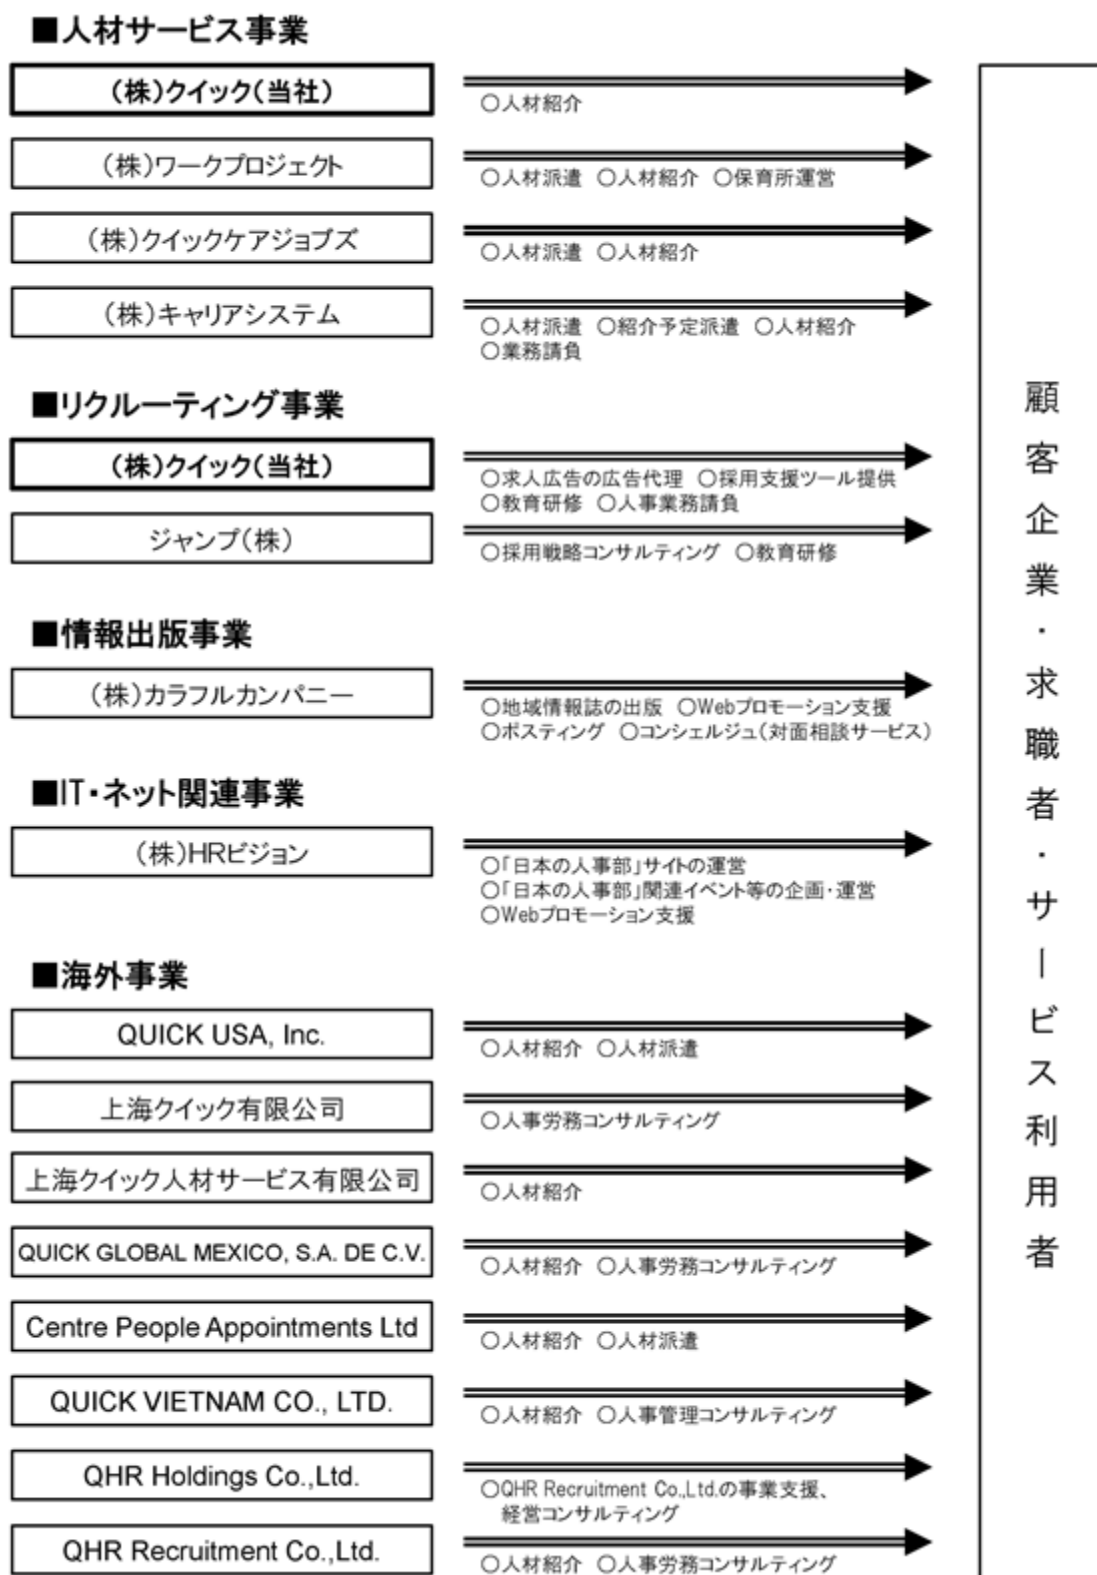 ■人材サービス事業
(株)クイック(当社)
○人材紹介
(株)ワークプロジェクト
○人材派遣 ○人材紹介 ○保育所運営
(株)クイックケアジョブズ
○人材派遣 ○人材紹介
(株)キャリアシステム
○人材派遣 ○紹介予定派遣 ○人材紹介
○業務請負
■リクルーティング事業
(株)クイック(当社)
○求人広告の広告代理 ○採用支援ツール提供
○教育研修 ○人事業務請負
ジャンプ(株)
○採用戦略コンサルティング ○教育研修
■情報出版事業
(株)カラフルカンパニー
○地域情報誌の出版 ○Webプロモーション支援
○ポスティング ○コンシェルジュ(対面相談サービス)
■IT・ネット関連事業
(株)HRビジョン
○「日本の人事部」サイトの運営
○「日本の人事部」関連イベント等の企画・運営
○Webプロモーション支援
■海外事業
QUICK USA, Inc.
○人材紹介 ○人材派遣
上海クイック有限公司
○人事労務コンサルティング
上海クイック人材サービス有限公司
○人材紹介
QUICK GLOBAL MEXICO, S.A. DE C.V.
○人材紹介 ○人事労務コンサルティング
Centre People Appointments Ltd
○人材紹介 ○人材派遣
QUICK VIETNAM CO., LTD.
○人材紹介 ○人事管理コンサルティング
QHR Holdings Co.,Ltd.
○QHR Recruitment Co.,Ltd.の事業支援、
経営コンサルティング
QHR Recruitment Co.,Ltd.
○人材紹介 ○人事労務コンサルティング
顧客企業・求職者・サービス利用者